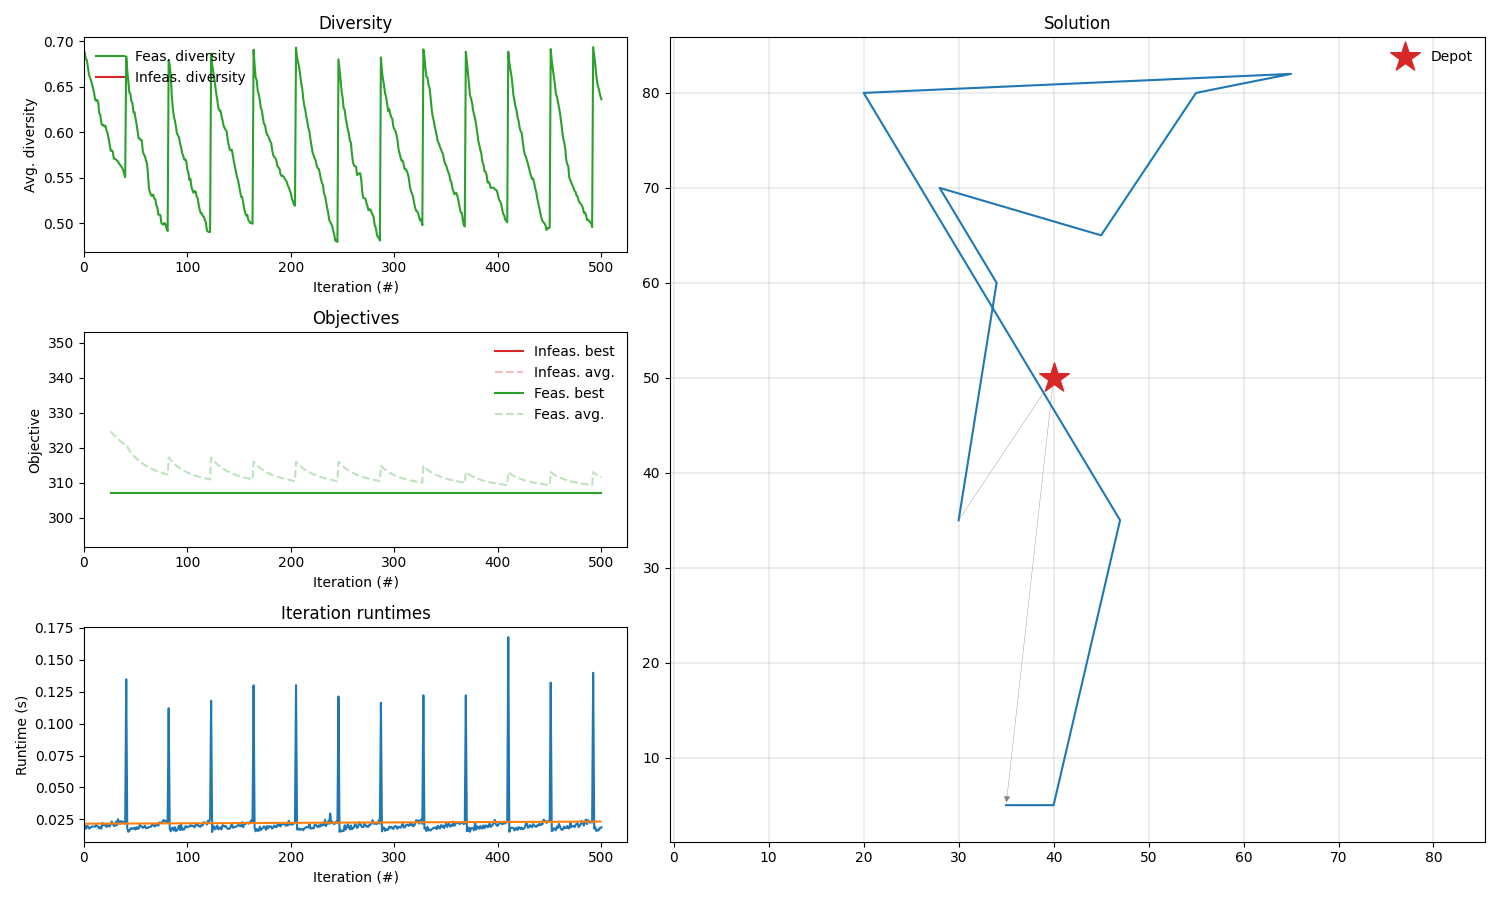 Diversity
0.70
0.65
0.60
0.55
0.50
Avg. diversity
Feas. diversity
Infeas. diversity
0 100 200 300 400 500
Iteration (#)
Objectives
350
340
330
320
310
300
Objective
Infeas. best
Infeas. avg.
Feas. best
Feas. avg.
0 100 200 300 400 500
Iteration (#)
Iteration runtimes
0.175
0.150
0.125
0.100
0.075
0.050
0.025
Runtime (s)
0 100 200 300 400 500
Iteration (#)
Solution
Depot
80
70
60
50
40
30
20
10
0 10 20 30 40 50 60 70 80